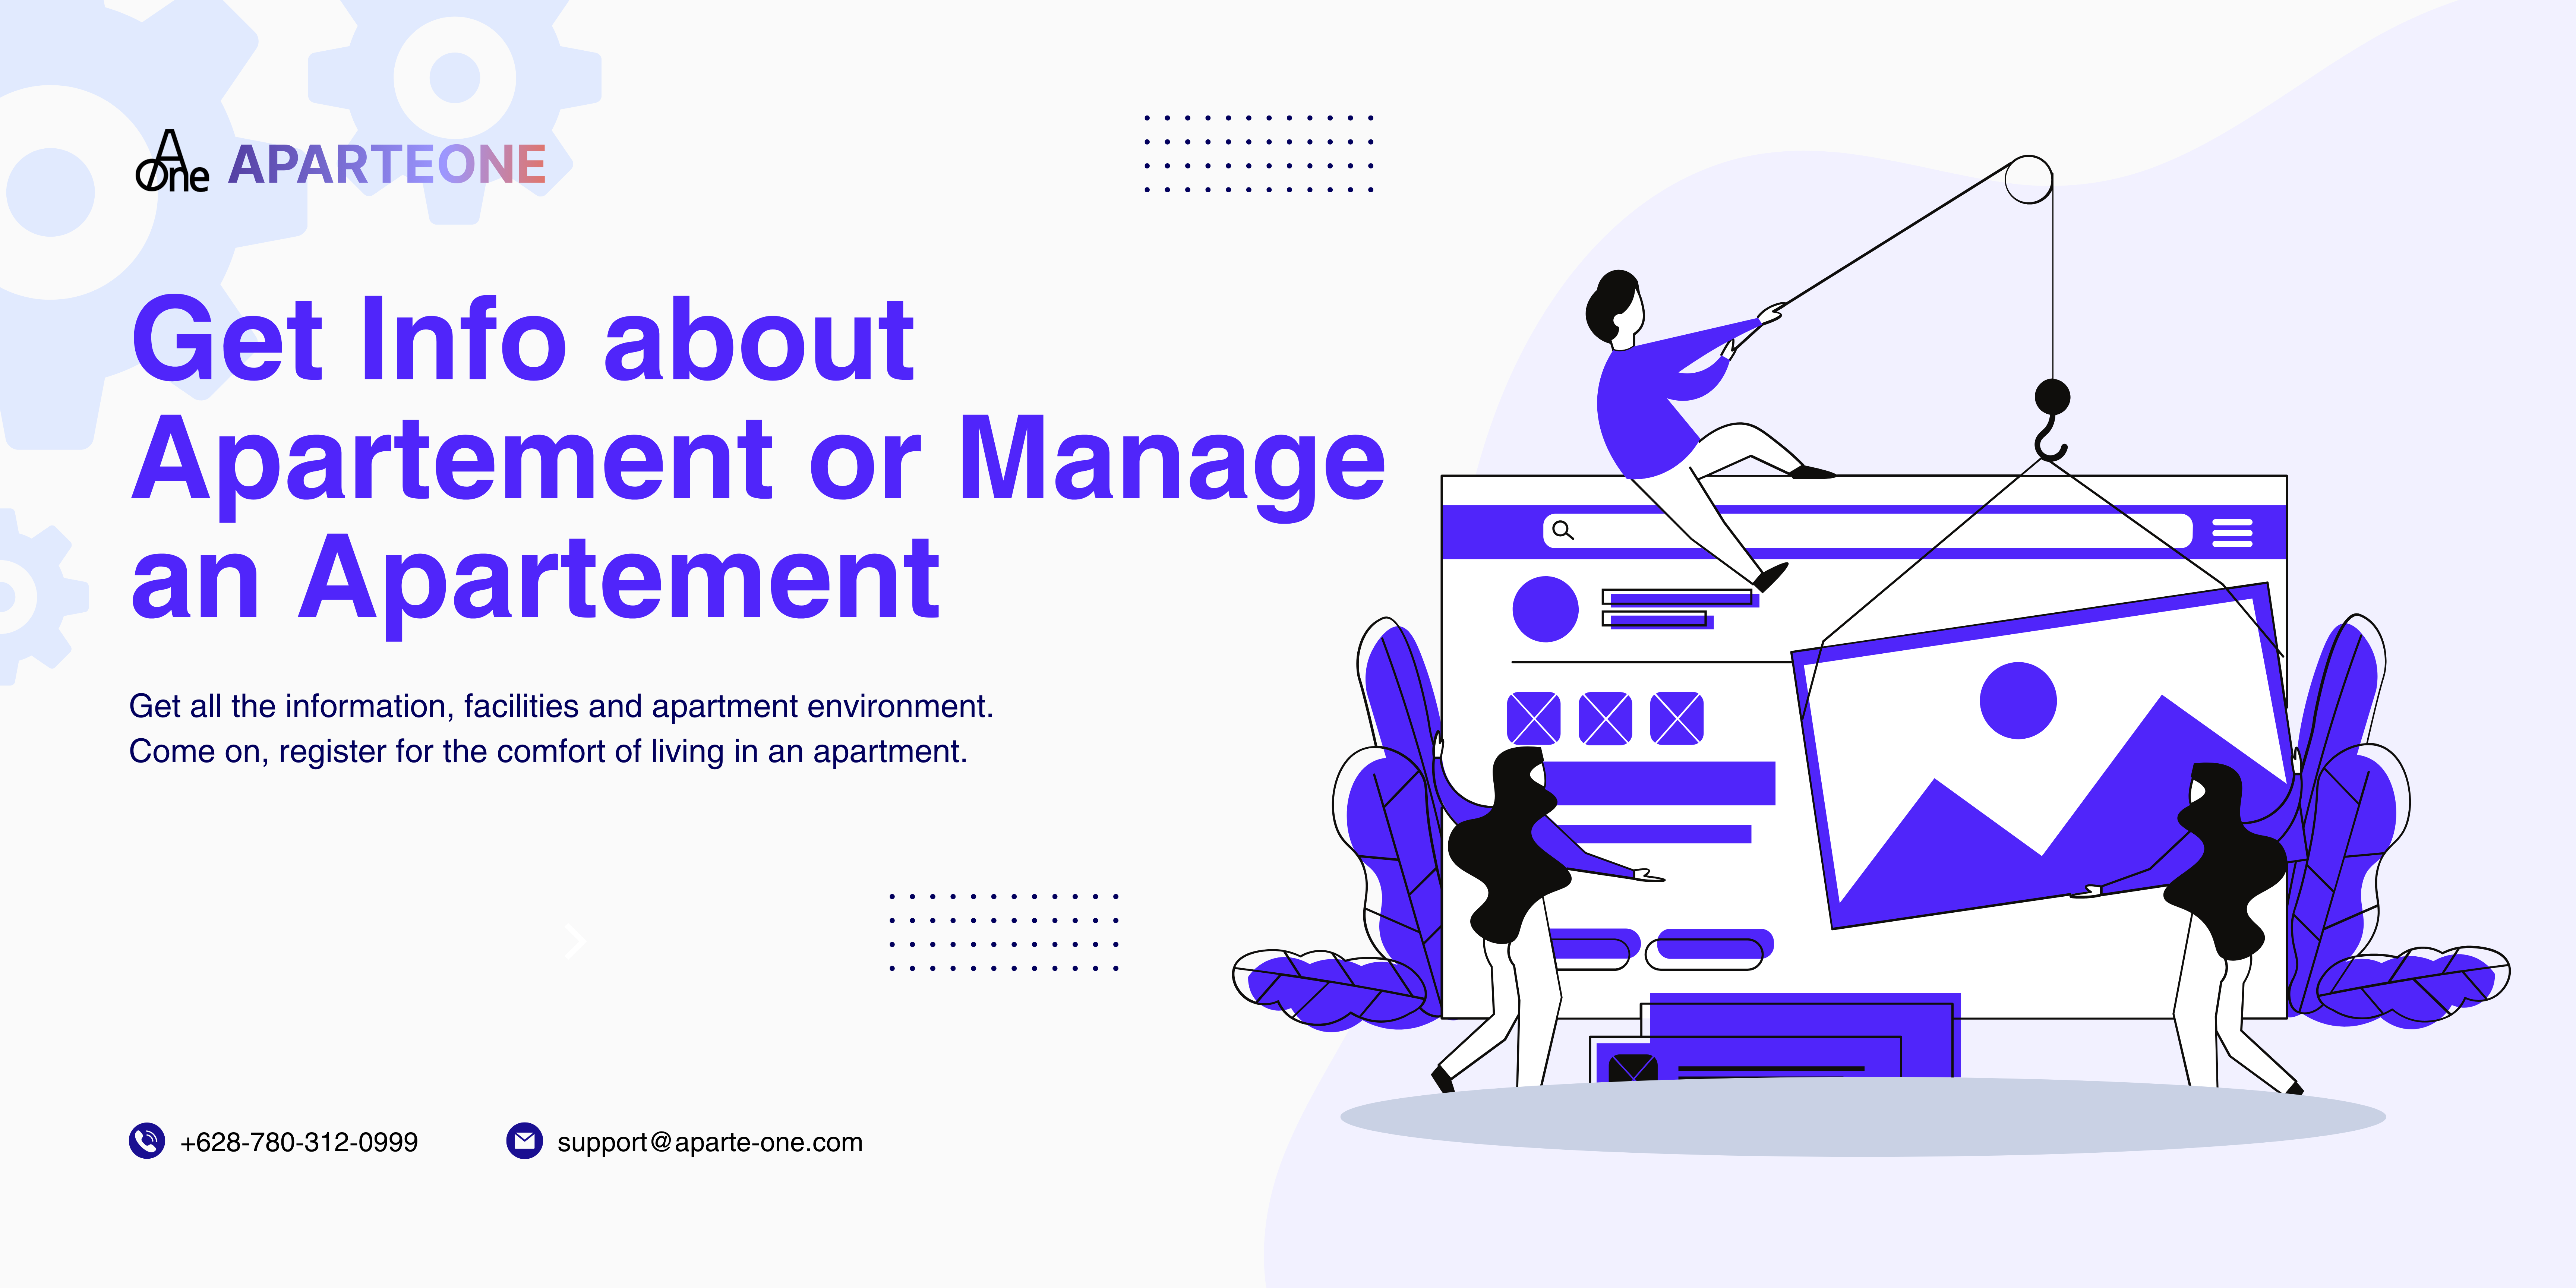 AOne APARTEONE
Get Info about
Apartement or Manage
an Apartement
Get all the information, facilities and apartment environment.
Come on, register for the comfort of living in an apartment.
+628-780-312-0999
support@aparte-one.com